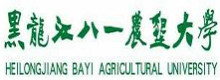 黑龍江八一農墾大學
HEILONGJIANG BAYI AGRICULTURAL UNIVERSITY